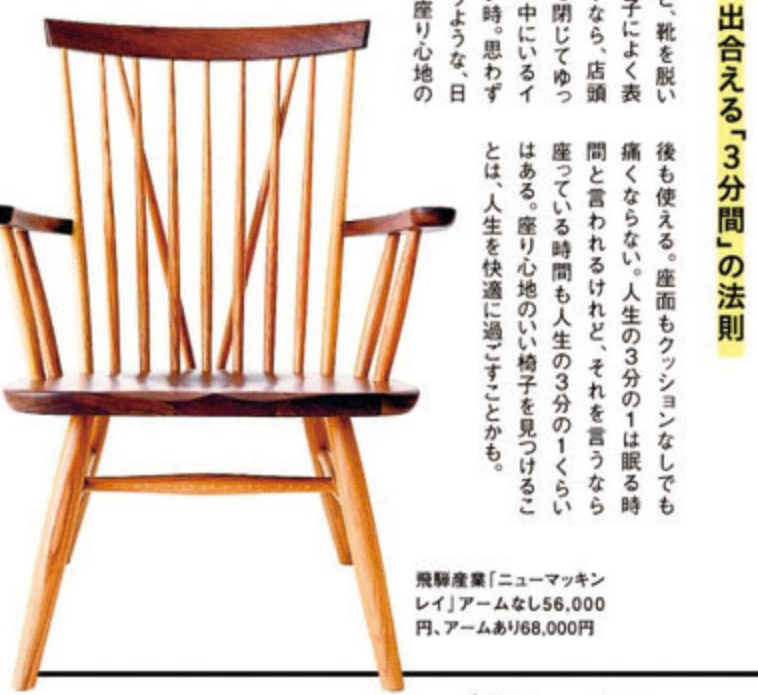 出合える「3分間」の法則
、靴を脱い
子によく表
なら、店頭
閉じてゆっ
中にいるイ
時。思わず
ような、日
座り心地の
後も使える。座面もクッションなしでも
痛くならない。人生の3分の1は眠る時
間と言われるけれど、それを言うなら
座っている時間も人生の3分の1くらい
はある。座り心地のいい椅子を見つけるこ
とは、人生を快適に過ごすことかも。
飛騨産業「ニューマッキン
レイ」アームなし56,000
円、アームあり68,000円